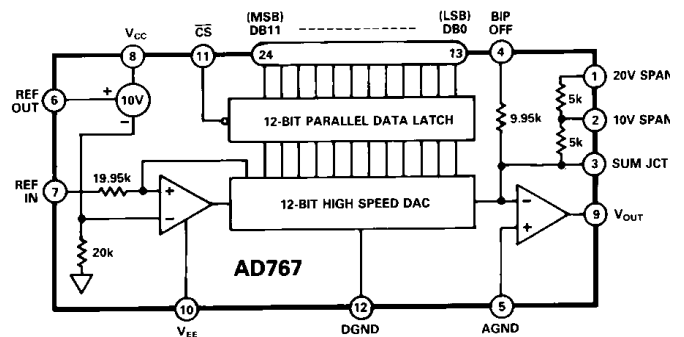 (MSB) (LSB) BIP
V_CC C̅S̅ DB11 DB0 OFF
8 11 24 13 4
1 20V SPAN
REF OUT 6 + 10V − 5k
12-BIT PARALLEL DATA LATCH 9.95k 2 10V SPAN
5k
3 SUM JCT
REF IN 7 19.95k + − 12-BIT HIGH SPEED DAC − + 9 V_OUT
20k
AD767
10 12 5
V_EE DGND AGND